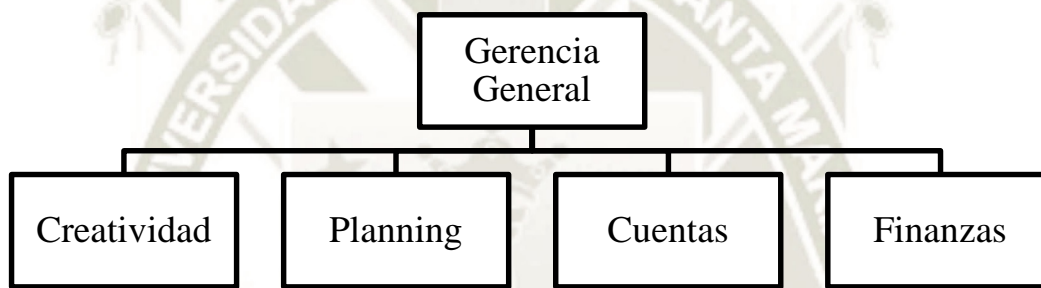 Gerencia
General
Creatividad
Planning
Cuentas
Finanzas